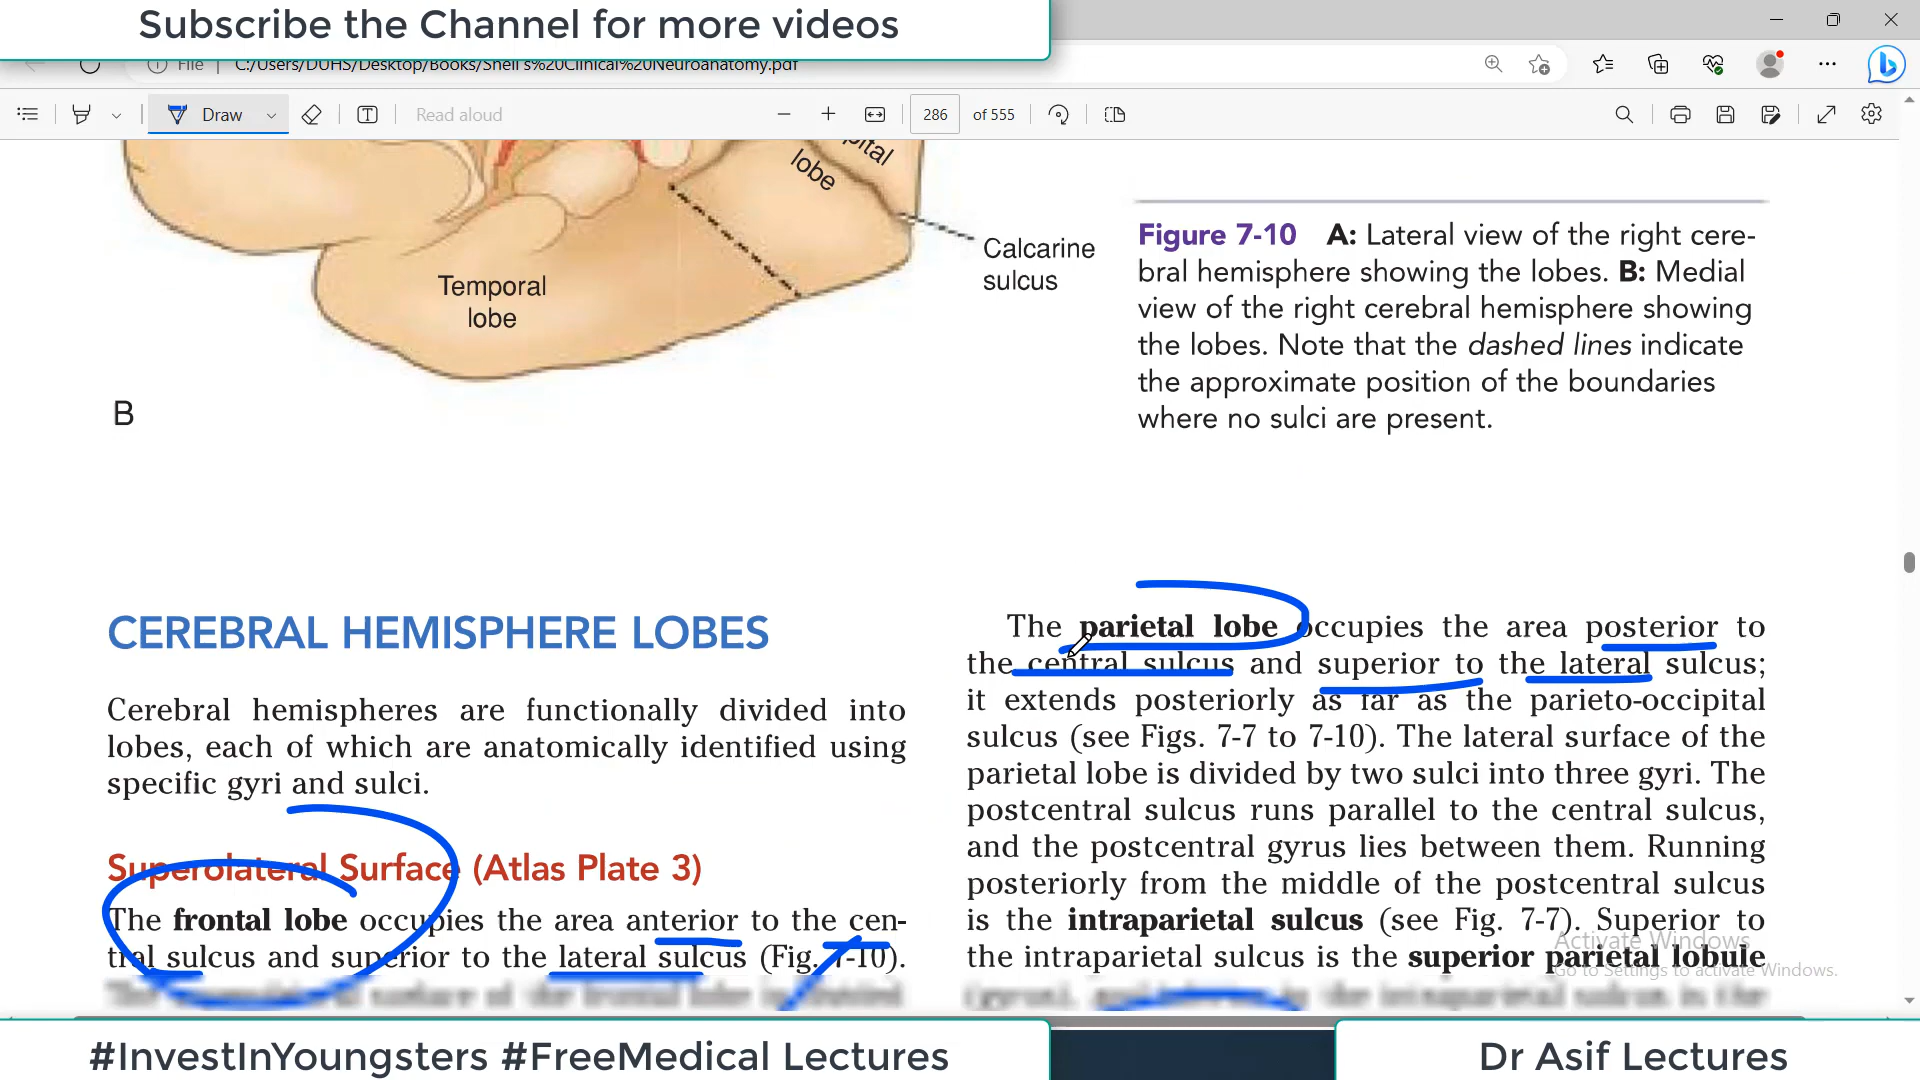 Subscribe the Channel for more videos
File
C:/Users/DUHS/Desktop/Books/Snell's%20Clinical%20Neuroanatomy.pdf
Draw
Read aloud
286 of 555
lobe
Calcarine
sulcus
Temporal
lobe
B
Figure 7-10 A: Lateral view of the right cere-
bral hemisphere showing the lobes. B: Medial
view of the right cerebral hemisphere showing
the lobes. Note that the dashed lines indicate
the approximate position of the boundaries
where no sulci are present.
CEREBRAL HEMISPHERE LOBES
Cerebral hemispheres are functionally divided into
lobes, each of which are anatomically identified using
specific gyri and sulci.
Superolateral Surface (Atlas Plate 3)
The frontal lobe occupies the area anterior to the cen-
tral sulcus and superior to the lateral sulcus (Fig. 7-10).
The parietal lobe occupies the area posterior to
the central sulcus and superior to the lateral sulcus;
it extends posteriorly as far as the parieto-occipital
sulcus (see Figs. 7-7 to 7-10). The lateral surface of the
parietal lobe is divided by two sulci into three gyri. The
postcentral sulcus runs parallel to the central sulcus,
and the postcentral gyrus lies between them. Running
posteriorly from the middle of the postcentral sulcus
is the intraparietal sulcus (see Fig. 7-7). Superior to
the intraparietal sulcus is the superior parietal lobule
Activate Windows
Go to Settings to activate Windows.
#InvestInYoungsters #FreeMedical Lectures
Dr Asif Lectures